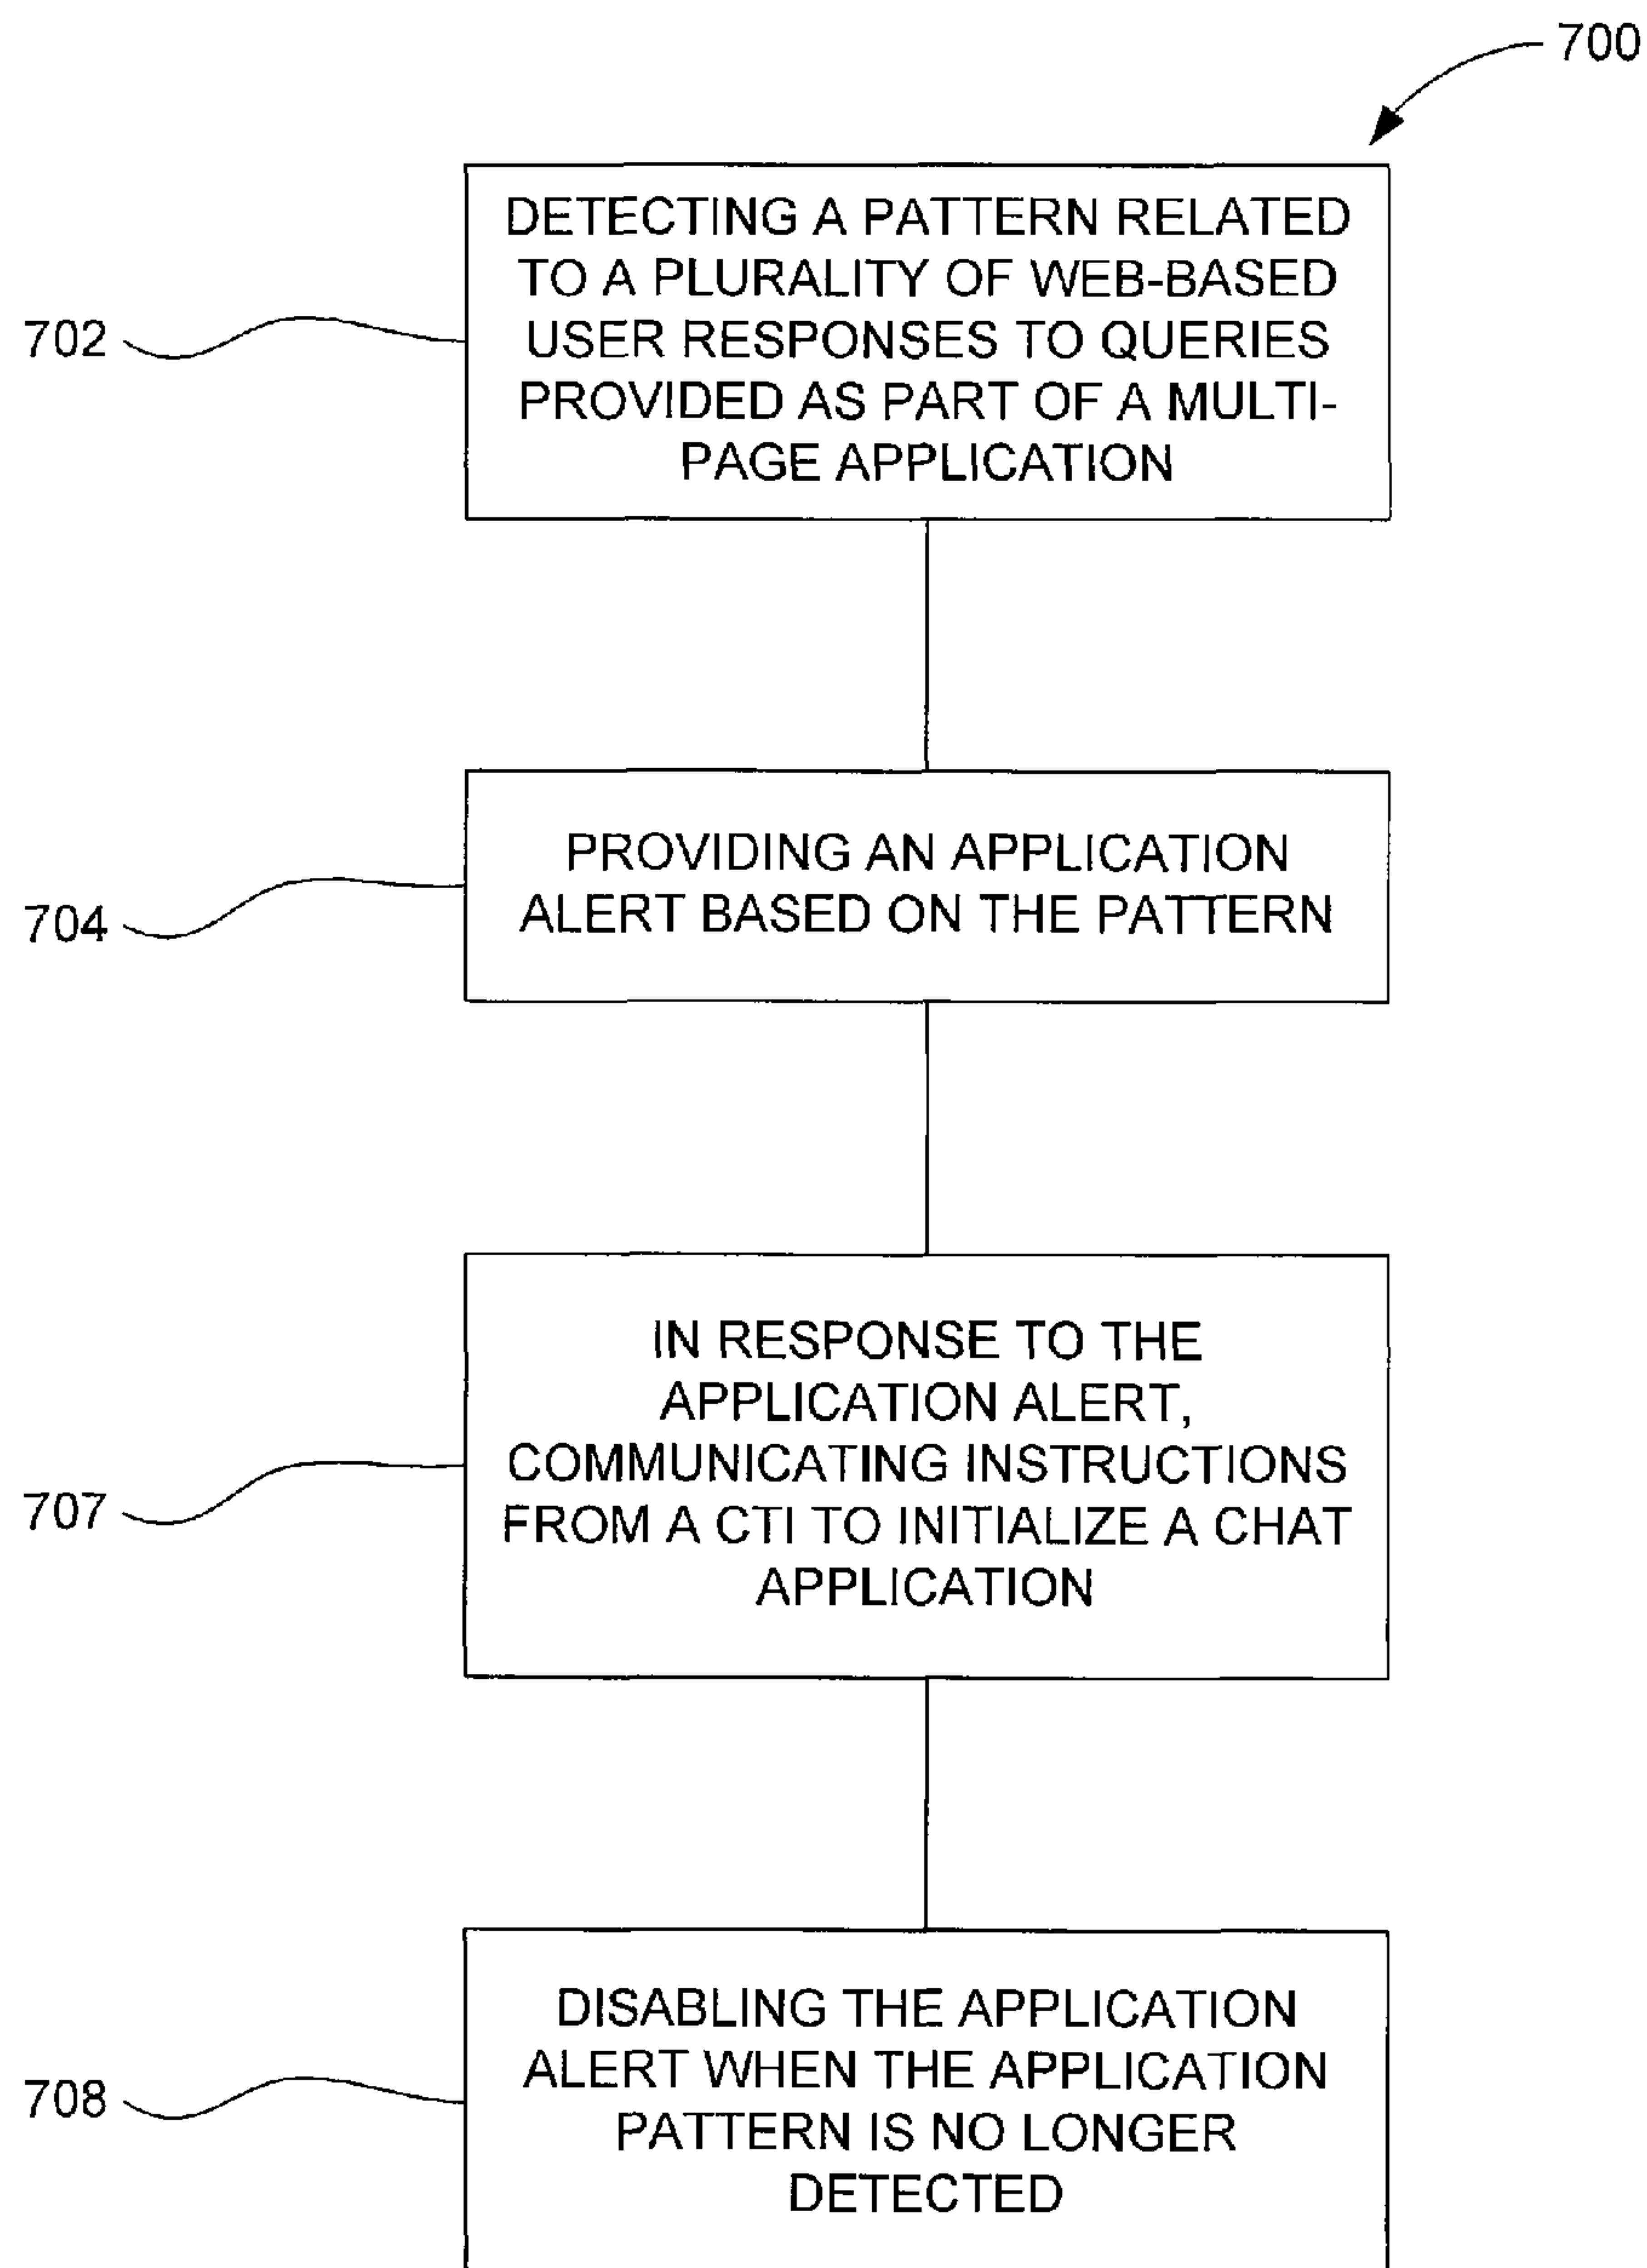 700
702
DETECTING A PATTERN RELATED
TO A PLURALITY OF WEB-BASED
USER RESPONSES TO QUERIES
PROVIDED AS PART OF A MULTI-
PAGE APPLICATION
704
PROVIDING AN APPLICATION
ALERT BASED ON THE PATTERN
707
IN RESPONSE TO THE
APPLICATION ALERT,
COMMUNICATING INSTRUCTIONS
FROM A CTI TO INITIALIZE A CHAT
APPLICATION
708
DISABLING THE APPLICATION
ALERT WHEN THE APPLICATION
PATTERN IS NO LONGER
DETECTED